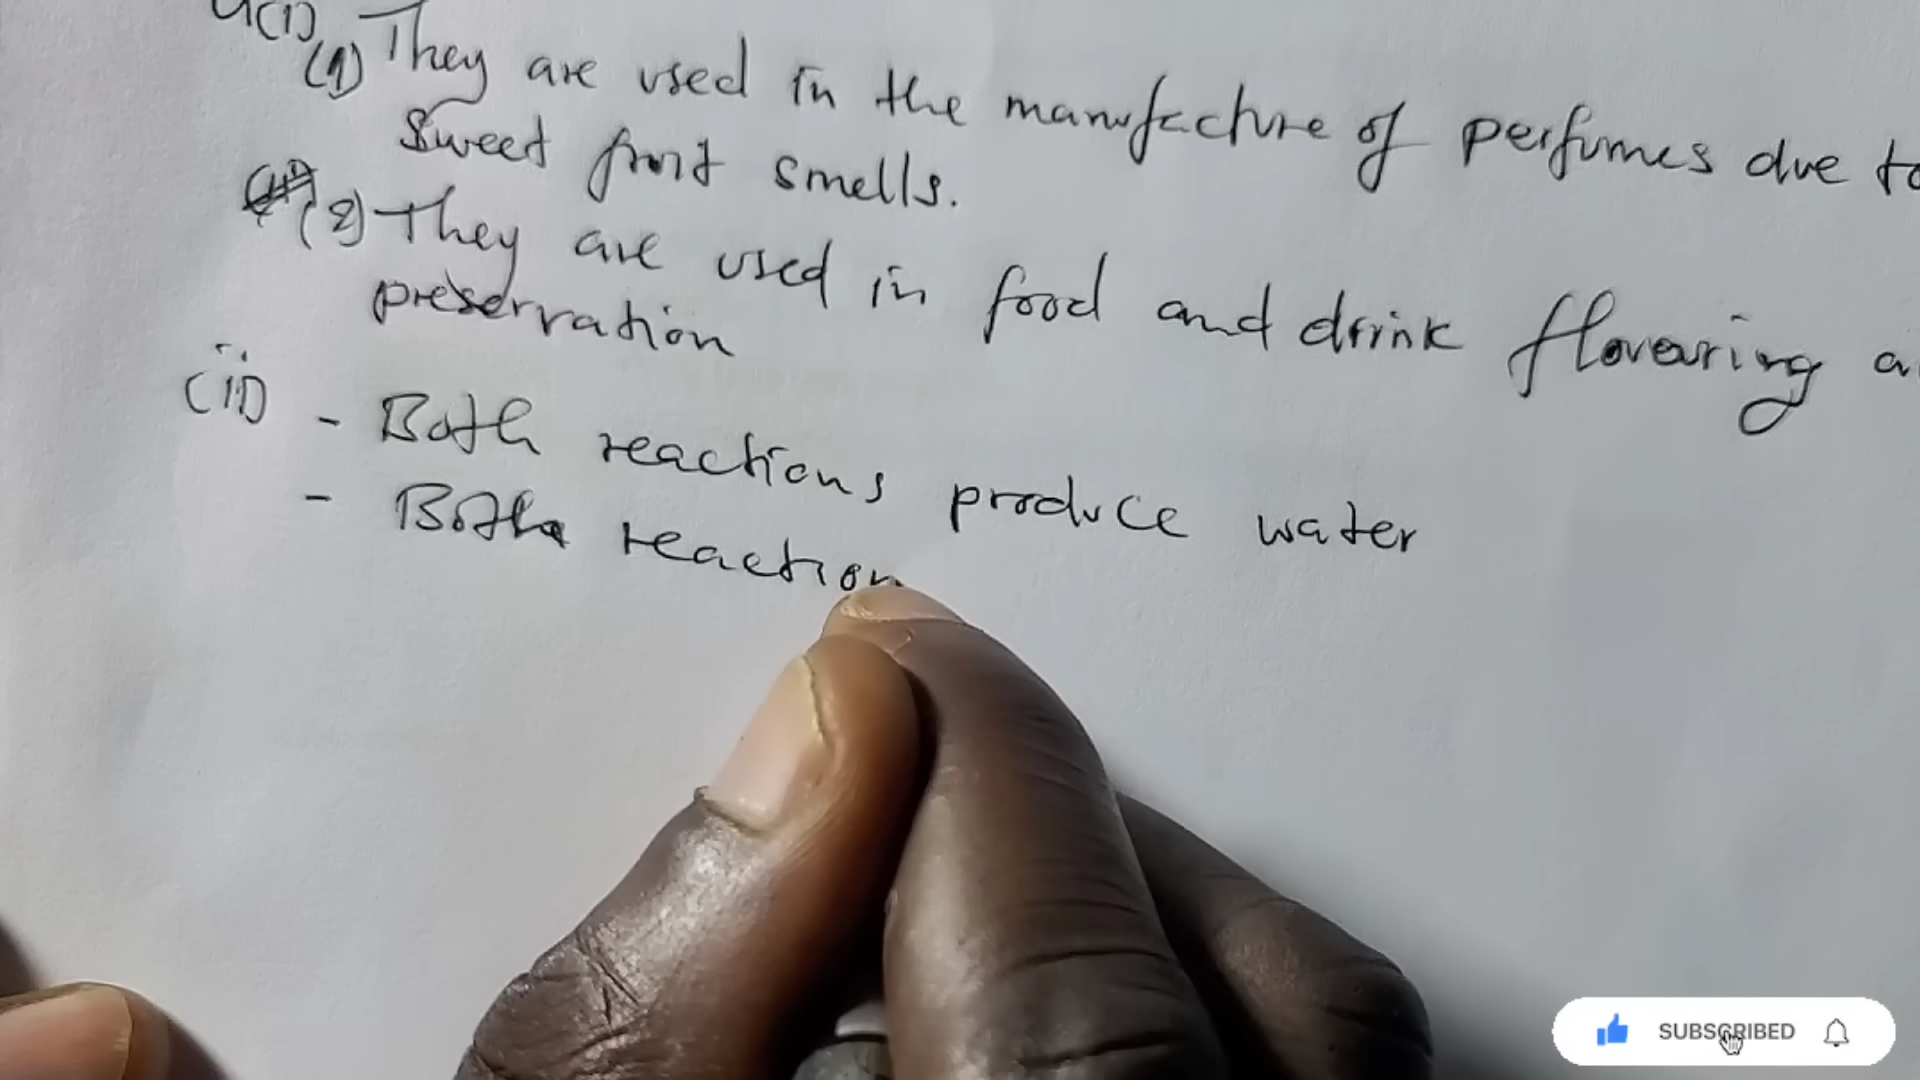 4(i)
(1) They are used in the manufacture of perfumes due to
Sweet fruit smells.
(2) They are used in food and drink flovouring a
preservation
(ii) - Both reactions produce water
- Both reaction
SUBSCRIBED